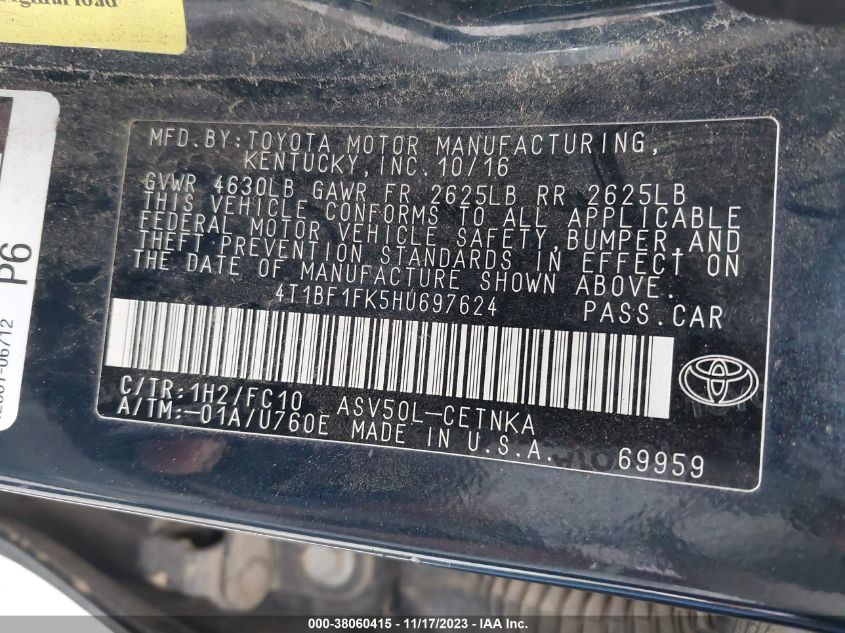 MFD.BY:TOYOTA MOTOR MANUFACTURING,
KENTUCKY,INC.10/16
GVWR 4630LB GAWR FR 2625LB RR 2625LB
THIS VEHICLE CONFORMS TO ALL APPLICABLE
FEDERAL MOTOR VEHICLE SAFETY,BUMPER,AND
THEFT PREVENTION STANDARDS IN EFFECT ON
THE DATE OF MANUFACTURE SHOWN ABOVE.
4T1BF1FK5HU697624 PASS.CAR
C/TR:1H2/FC10 ASV50L-CETNKA
A/TM:-01A/U760E MADE IN U.S.A.
69959
P6
000-38060415 - 11/17/2023 - IAA, Inc.